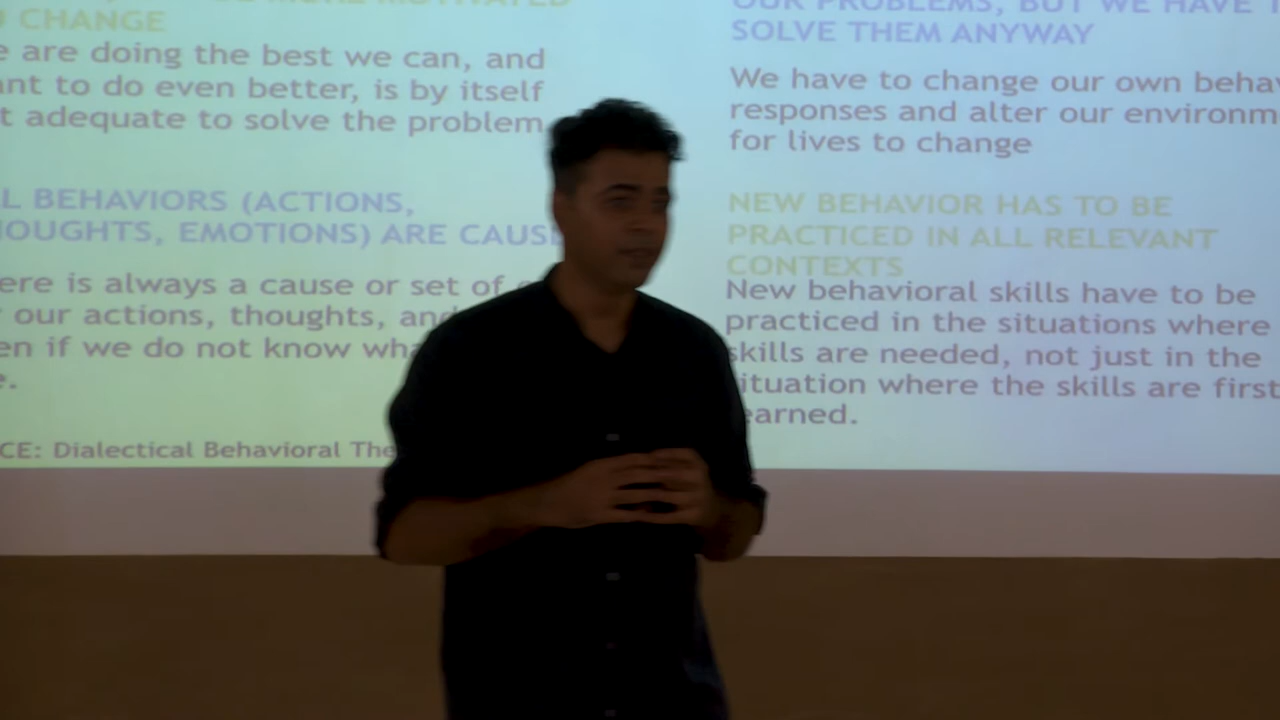 CHANGE
e are doing the best we can, and
ant to do even better, is by itself
t adequate to solve the problem
L BEHAVIORS (ACTIONS,
HOUGHTS, EMOTIONS) ARE CAUSE
ere is always a cause or set of
our actions, thoughts, and
en if we do not know wha
e.
CE: Dialectical Behavioral The
OUR PROBLEMS, BUT WE HAVE T
SOLVE THEM ANYWAY
We have to change our own behav
responses and alter our environm
for lives to change
NEW BEHAVIOR HAS TO BE
PRACTICED IN ALL RELEVANT
CONTEXTS
New behavioral skills have to be
practiced in the situations where
skills are needed, not just in the
ituation where the skills are first
earned.